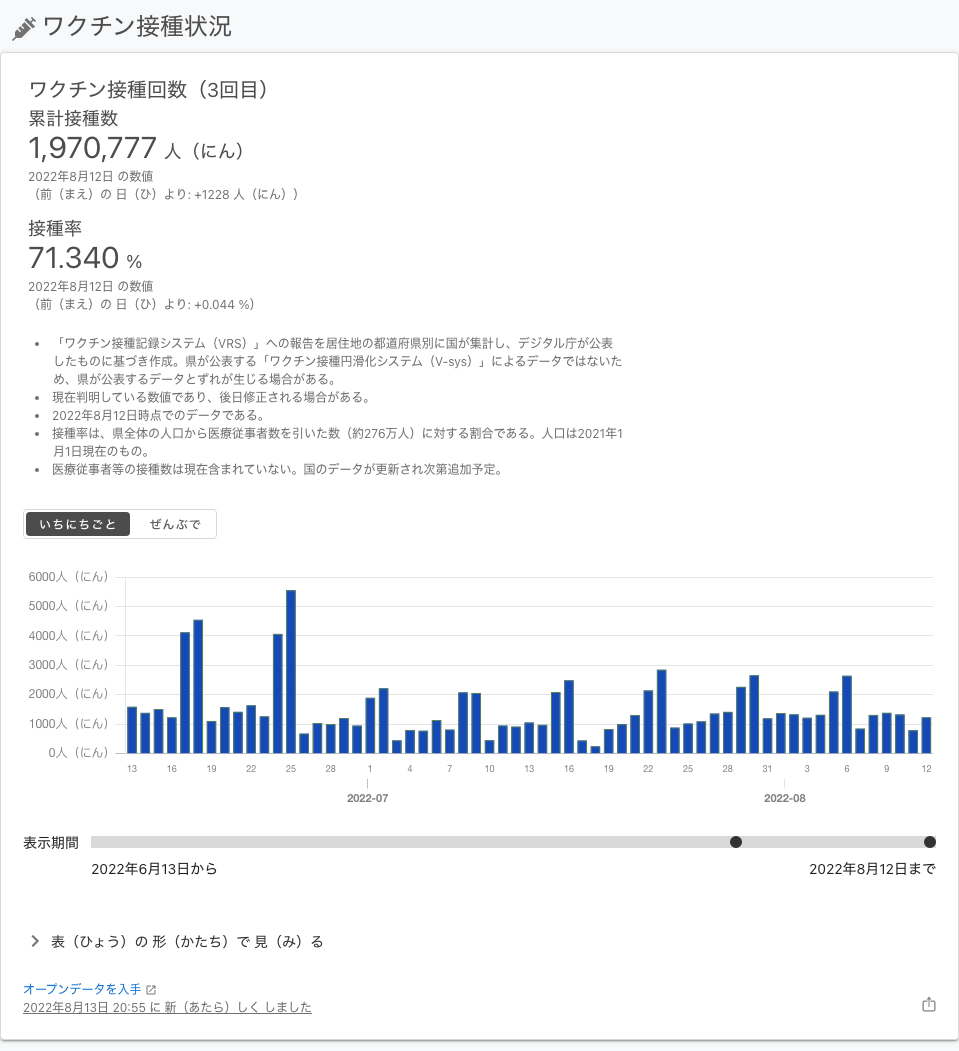 ワクチン接種状況
ワクチン接種回数（3回目）
累計接種数
1,970,777 人（にん）
2022年8月12日 の数値
（前（まえ）の 日（ひ）より: +1228 人（にん））
接種率
71.340 %
2022年8月12日 の数値
（前（まえ）の 日（ひ）より: +0.044 %）
• 「ワクチン接種記録システム（VRS）」への報告を居住地の都道府県別に国が集計し、デジタル庁が公表
したものに基づき作成。県が公表する「ワクチン接種円滑化システム（V-sys）」によるデータではないた
め、県が公表するデータとずれが生じる場合がある。
• 現在判明している数値であり、後日修正される場合がある。
• 2022年8月12日時点でのデータである。
• 接種率は、県全体の人口から医療従事者数を引いた数（約276万人）に対する割合である。人口は2021年1
月1日現在のもの。
• 医療従事者等の接種数は現在含まれていない。国のデータが更新され次第追加予定。
いちにちごと ぜんぶで
6000人（にん）
5000人（にん）
4000人（にん）
3000人（にん）
2000人（にん）
1000人（にん）
0人（にん）
13 16 19 22 25 28 1 4 7 10 13 16 19 22 25 28 31 3 6 9 12
2022-07 2022-08
表示期間
2022年6月13日から 2022年8月12日まで
表（ひょう）の 形（かたち）で 見（み）る
オープンデータを入手
2022年8月13日 20:55 に 新（あたら）しく しました